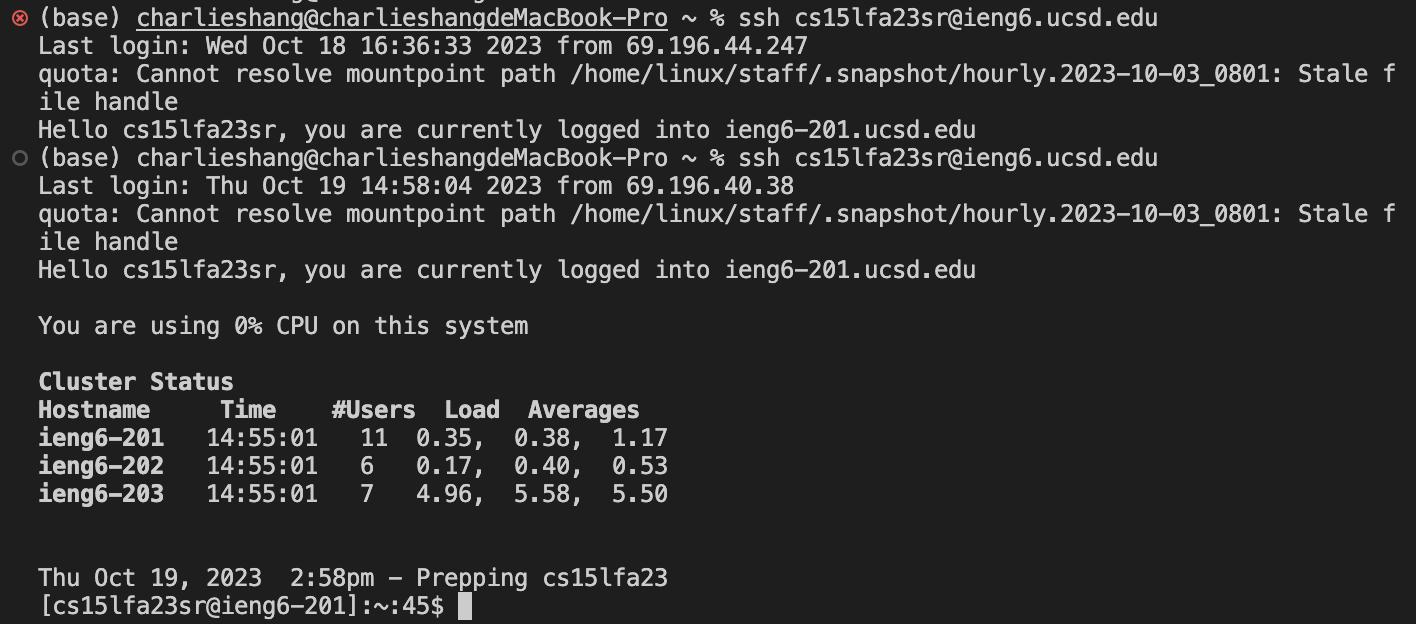 (base) charlieshang@charlieshangdeMacBook-Pro ~ % ssh cs15lfa23sr@ieng6.ucsd.edu
Last login: Wed Oct 18 16:36:33 2023 from 69.196.44.247
quota: Cannot resolve mountpoint path /home/linux/staff/.snapshot/hourly.2023-10-03_0801: Stale f
ile handle
Hello cs15lfa23sr, you are currently logged into ieng6-201.ucsd.edu
(base) charlieshang@charlieshangdeMacBook-Pro ~ % ssh cs15lfa23sr@ieng6.ucsd.edu
Last login: Thu Oct 19 14:58:04 2023 from 69.196.40.38
quota: Cannot resolve mountpoint path /home/linux/staff/.snapshot/hourly.2023-10-03_0801: Stale f
ile handle
Hello cs15lfa23sr, you are currently logged into ieng6-201.ucsd.edu
You are using 0% CPU on this system
Cluster Status
Hostname     Time    #Users  Load  Averages
ieng6-201   14:55:01   11  0.35,  0.38,  1.17
ieng6-202   14:55:01   6   0.17,  0.40,  0.53
ieng6-203   14:55:01   7   4.96,  5.58,  5.50
Thu Oct 19, 2023  2:58pm - Prepping cs15lfa23
[cs15lfa23sr@ieng6-201]:~:45$